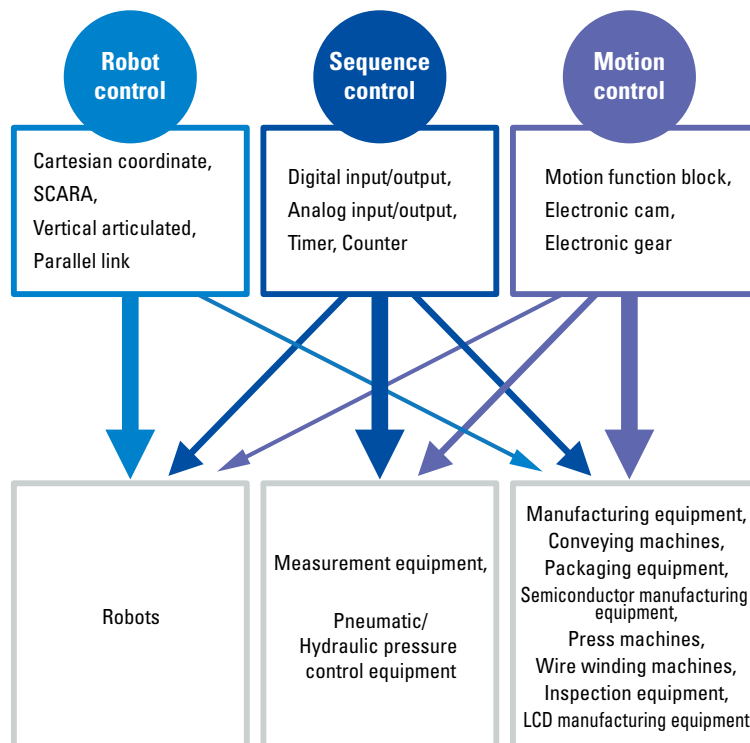 Robot
control
Sequence
control
Motion
control
Cartesian coordinate,
SCARA,
Vertical articulated,
Parallel link
Digital input/output,
Analog input/output,
Timer, Counter
Motion function block,
Electronic cam,
Electronic gear
Robots
Measurement equipment,
Pneumatic/
Hydraulic pressure
control equipment
Manufacturing equipment,
Conveying machines,
Packaging equipment,
Semiconductor manufacturing
equipment,
Press machines,
Wire winding machines,
Inspection equipment,
LCD manufacturing equipment